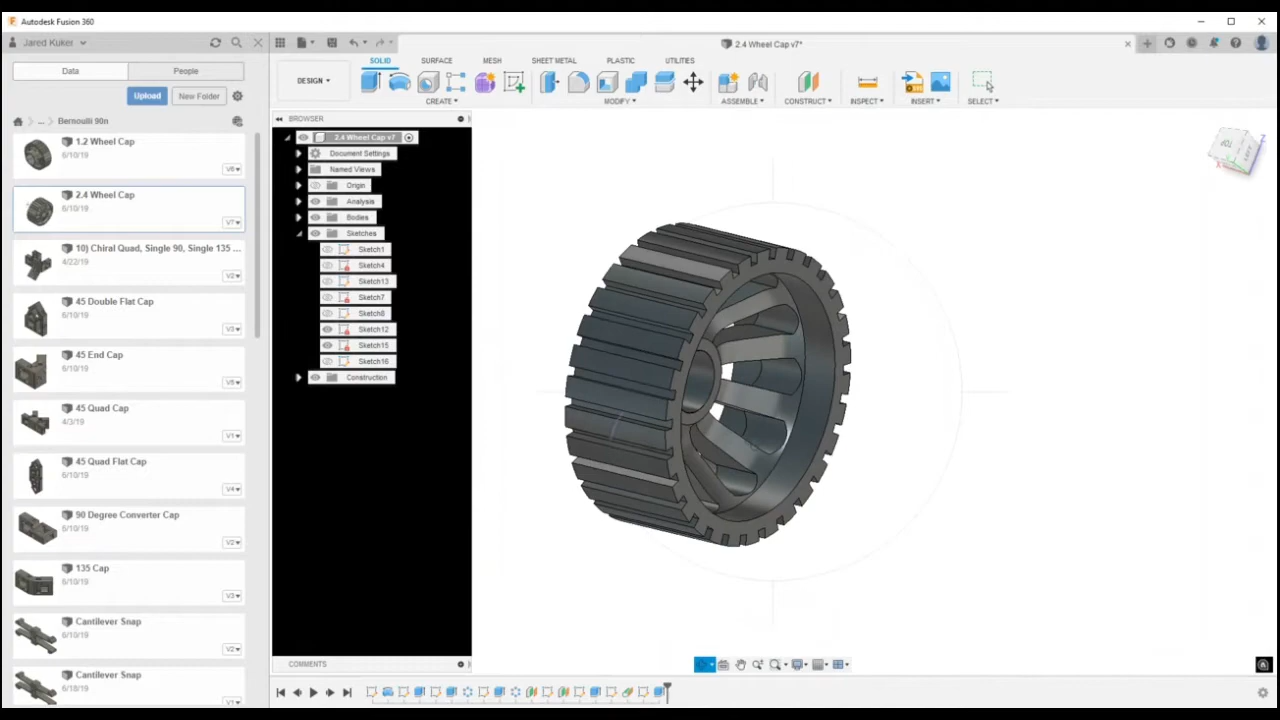 Autodesk Fusion 360
Jared Kuker
2.4 Wheel Cap v7*
Data
People
Upload
New Folder
... Bernoulli 90n
1.2 Wheel Cap
6/10/19
V6
2.4 Wheel Cap
6/10/19
V7
10) Chiral Quad, Single 90, Single 135 ...
4/22/19
V2
45 Double Flat Cap
6/10/19
V3
45 End Cap
6/10/19
V5
45 Quad Cap
4/3/19
V1
45 Quad Flat Cap
6/10/19
V4
90 Degree Converter Cap
6/10/19
V2
135 Cap
6/10/19
V3
Cantilever Snap
6/10/19
V2
Cantilever Snap
6/18/19
V1
SOLID
SURFACE
MESH
SHEET METAL
PLASTIC
UTILITIES
DESIGN
CREATE
MODIFY
ASSEMBLE
CONSTRUCT
INSPECT
INSERT
SELECT
BROWSER
2.4 Wheel Cap v7
Document Settings
Named Views
Origin
Analysis
Bodies
Sketches
Sketch1
Sketch4
Sketch13
Sketch7
Sketch8
Sketch12
Sketch15
Sketch16
Construction
TOP
COMMENTS